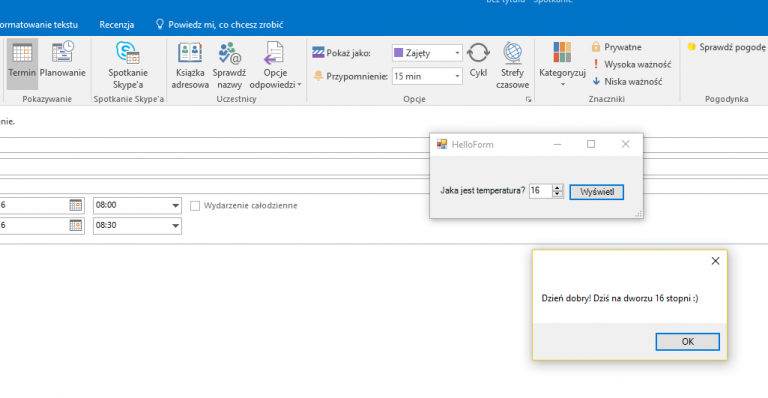 bez tytułu - Spotkanie
ormatowanie tekstu Recenzja Powiedz mi, co chcesz zrobić
Termin Planowanie
Pokazywanie
Spotkanie
Skype'a
Spotkanie Skype'a
Książka
adresowa
Sprawdź
nazwy
Opcje
odpowiedzi
Uczestnicy
Pokaż jako: Zajęty
Przypomnienie: 15 min
Cykl
Strefy
czasowe
Opcje
Kategoryzuj
Prywatne
Wysoka ważność
Niska ważność
Znaczniki
Sprawdź pogodę
Pogodynka
nie.
HelloForm
Jaka jest temperatura? 16 Wyświetl
6 08:00 Wydarzenie całodzienne
6 08:30
Dzień dobry! Dziś na dworzu 16 stopni :)
OK